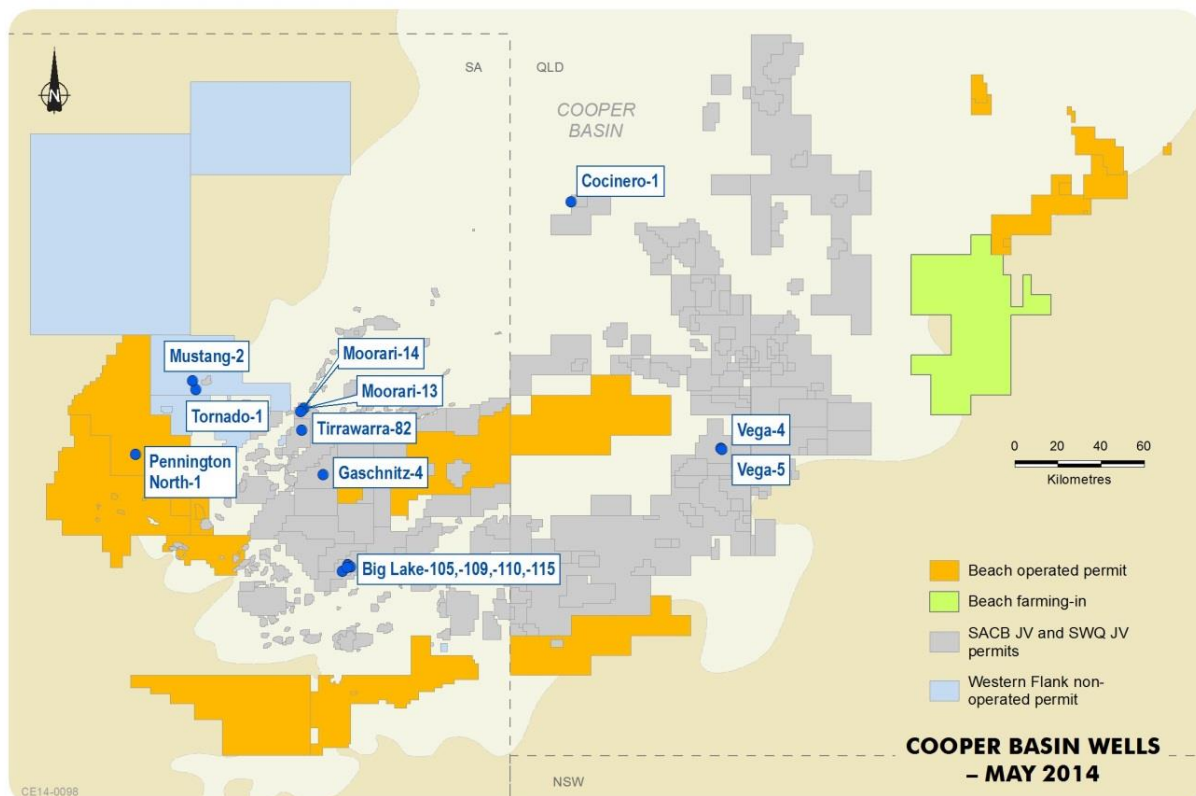 N
SA
QLD
COOPER
BASIN
Cocinero-1
Mustang-2
Moorari-14
Moorari-13
Tornado-1
Tirrawarra-82
Vega-4
Pennington
North-1
Gaschnitz-4
Vega-5
0 20 40 60
Kilometres
Big Lake-105,-109,-110,-115
Beach operated permit
Beach farming-in
SACB JV and SWQ JV
permits
Western Flank non-
operated permit
COOPER BASIN WELLS
– MAY 2014
NSW
CE14-0098